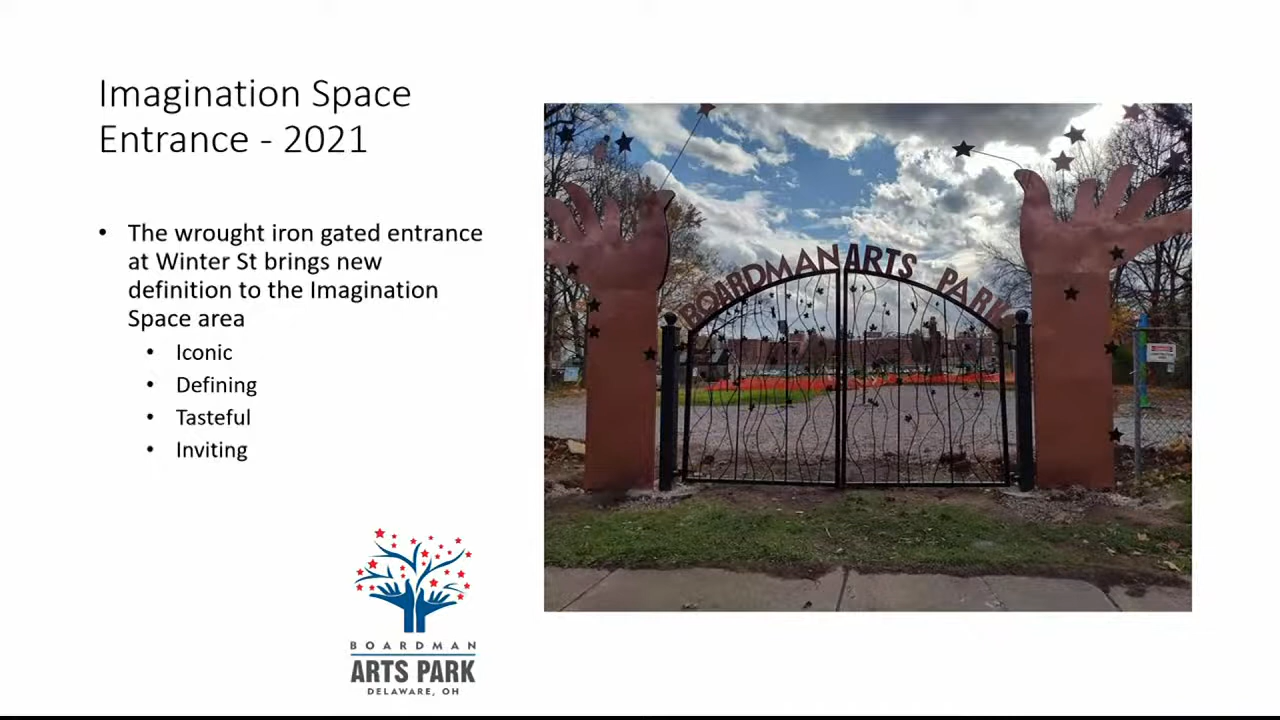 Imagination Space
Entrance - 2021
• The wrought iron gated entrance
at Winter St brings new
definition to the Imagination
Space area
• Iconic
• Defining
• Tasteful
• Inviting
BOARDMAN ARTS PARK
BOARDMAN
ARTS PARK
DELAWARE, OH